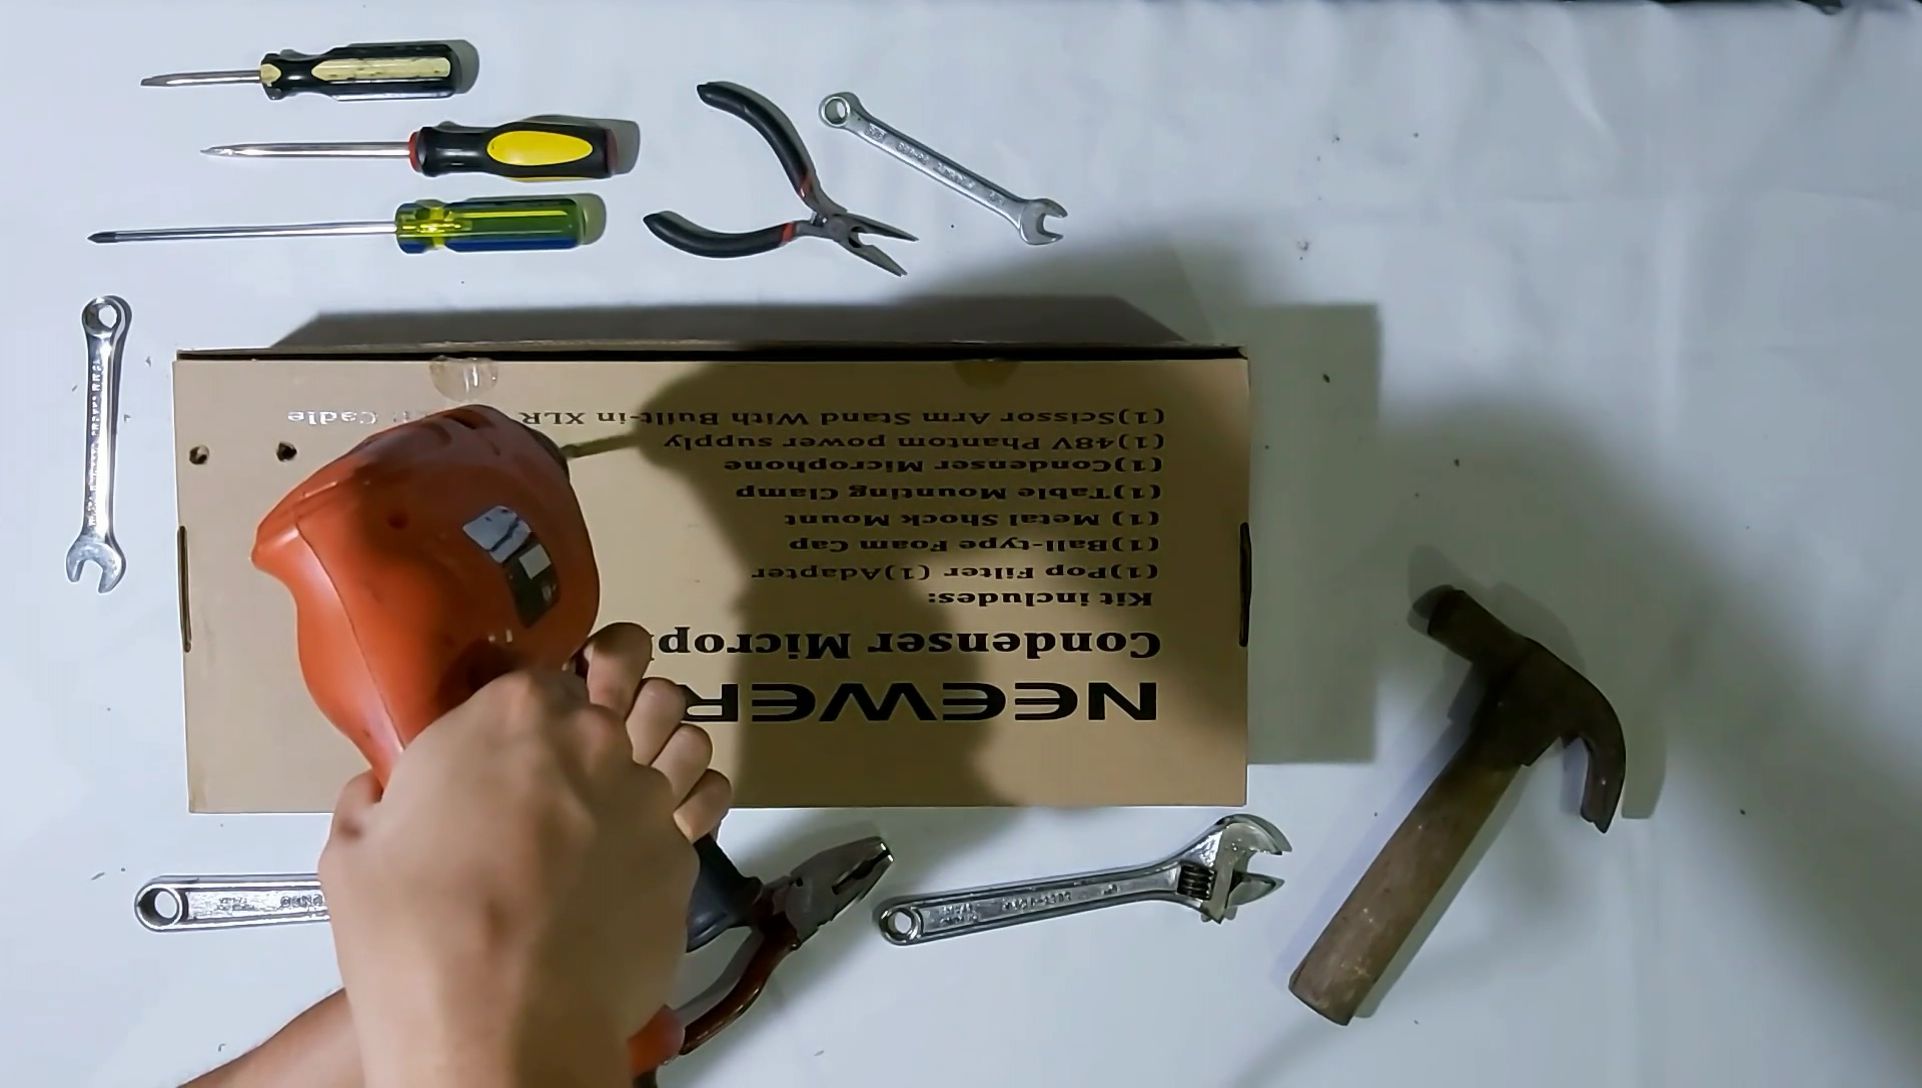 NEEWER
Condenser Microp
Kit includes:
(1)Pop Filter (1)Adapter
(1)Ball-type Foam Cap
(1) Metal Shock Mount
(1)Table Mounting Clamp
(1)Condenser Microphone
(1)48V Phantom power supply
(1)Scissor Arm Stand With Built-in XLR Cadle